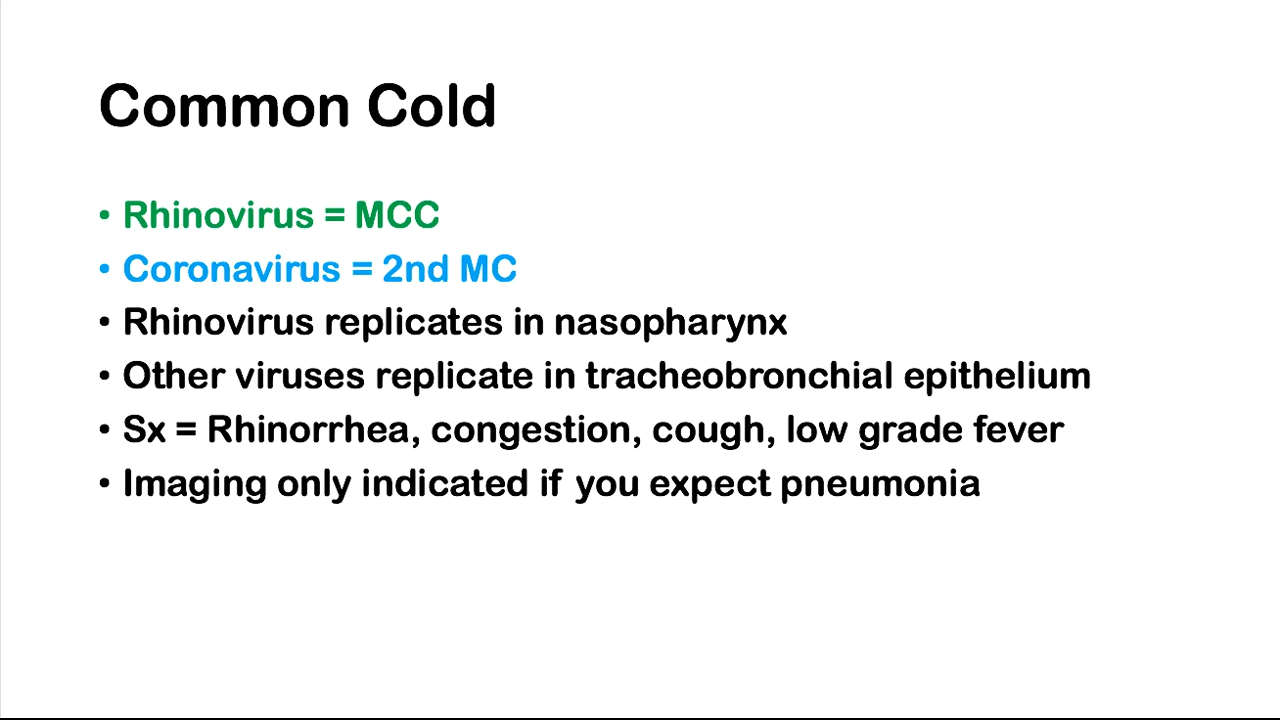 Common Cold
• Rhinovirus = MCC
• Coronavirus = 2nd MC
• Rhinovirus replicates in nasopharynx
• Other viruses replicate in tracheobronchial epithelium
• Sx = Rhinorrhea, congestion, cough, low grade fever
• Imaging only indicated if you expect pneumonia